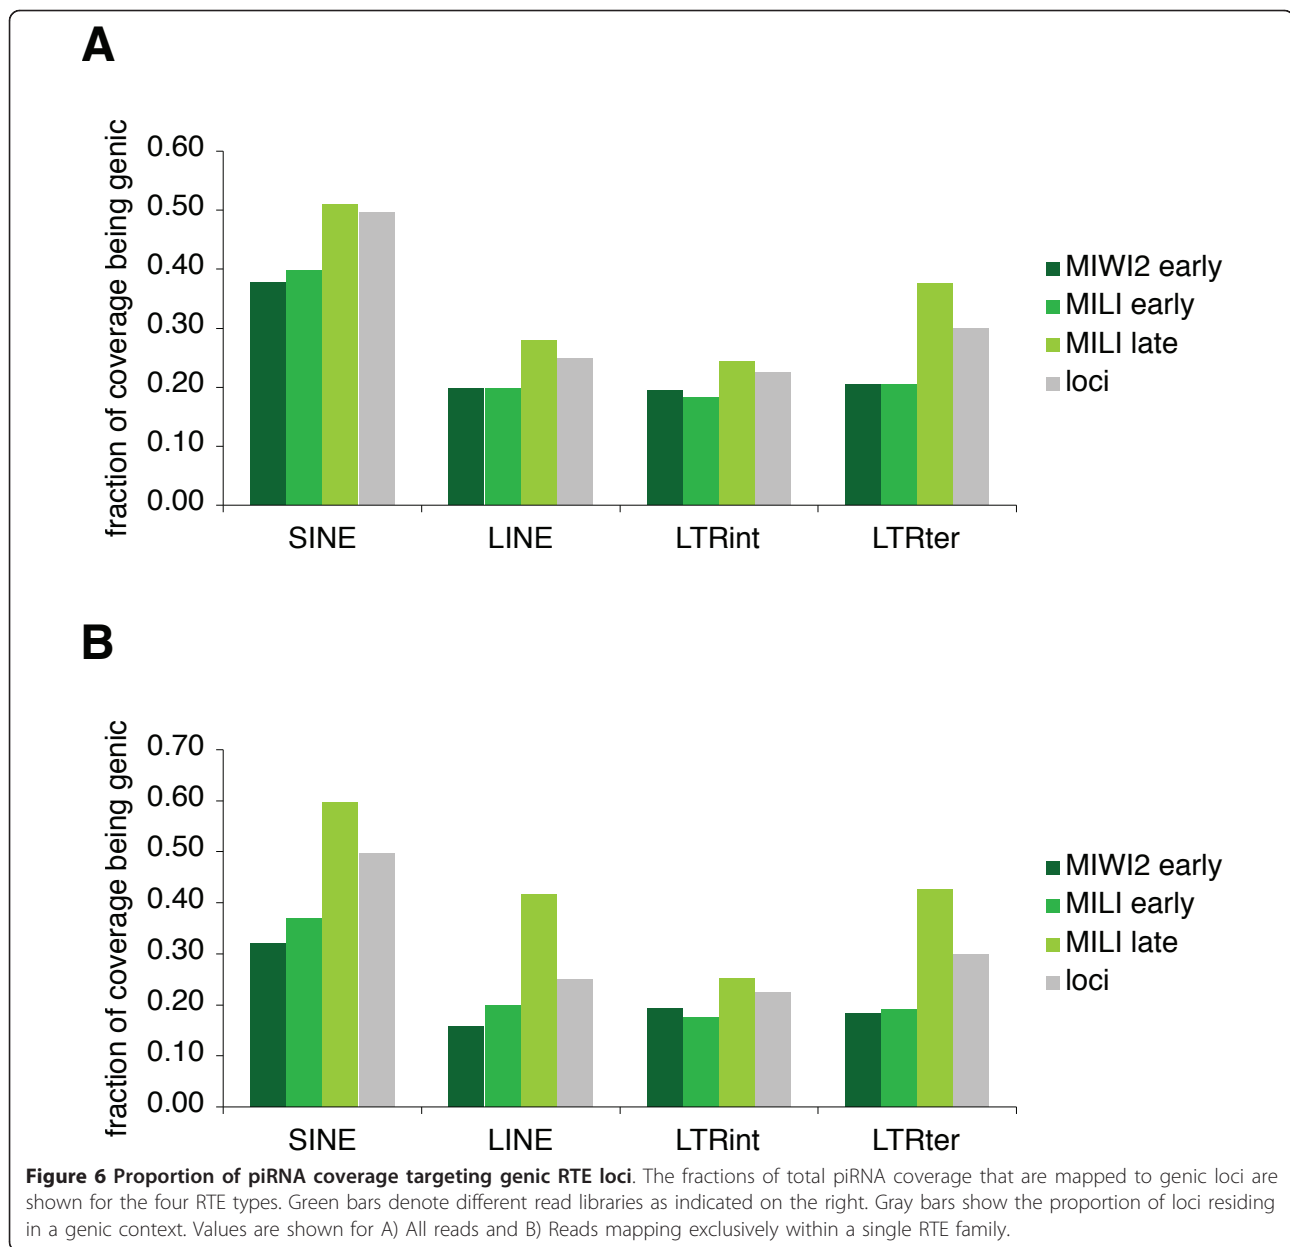 A
fraction of coverage being genic
0.60
0.50
0.40
0.30
0.20
0.10
0.00
SINE LINE LTRint LTRter
MIWI2 early
MILI early
MILI late
loci
B
fraction of coverage being genic
0.70
0.60
0.50
0.40
0.30
0.20
0.10
0.00
SINE LINE LTRint LTRter
MIWI2 early
MILI early
MILI late
loci
Figure 6 Proportion of piRNA coverage targeting genic RTE loci. The fractions of total piRNA coverage that are mapped to genic loci are
shown for the four RTE types. Green bars denote different read libraries as indicated on the right. Gray bars show the proportion of loci residing
in a genic context. Values are shown for A) All reads and B) Reads mapping exclusively within a single RTE family.